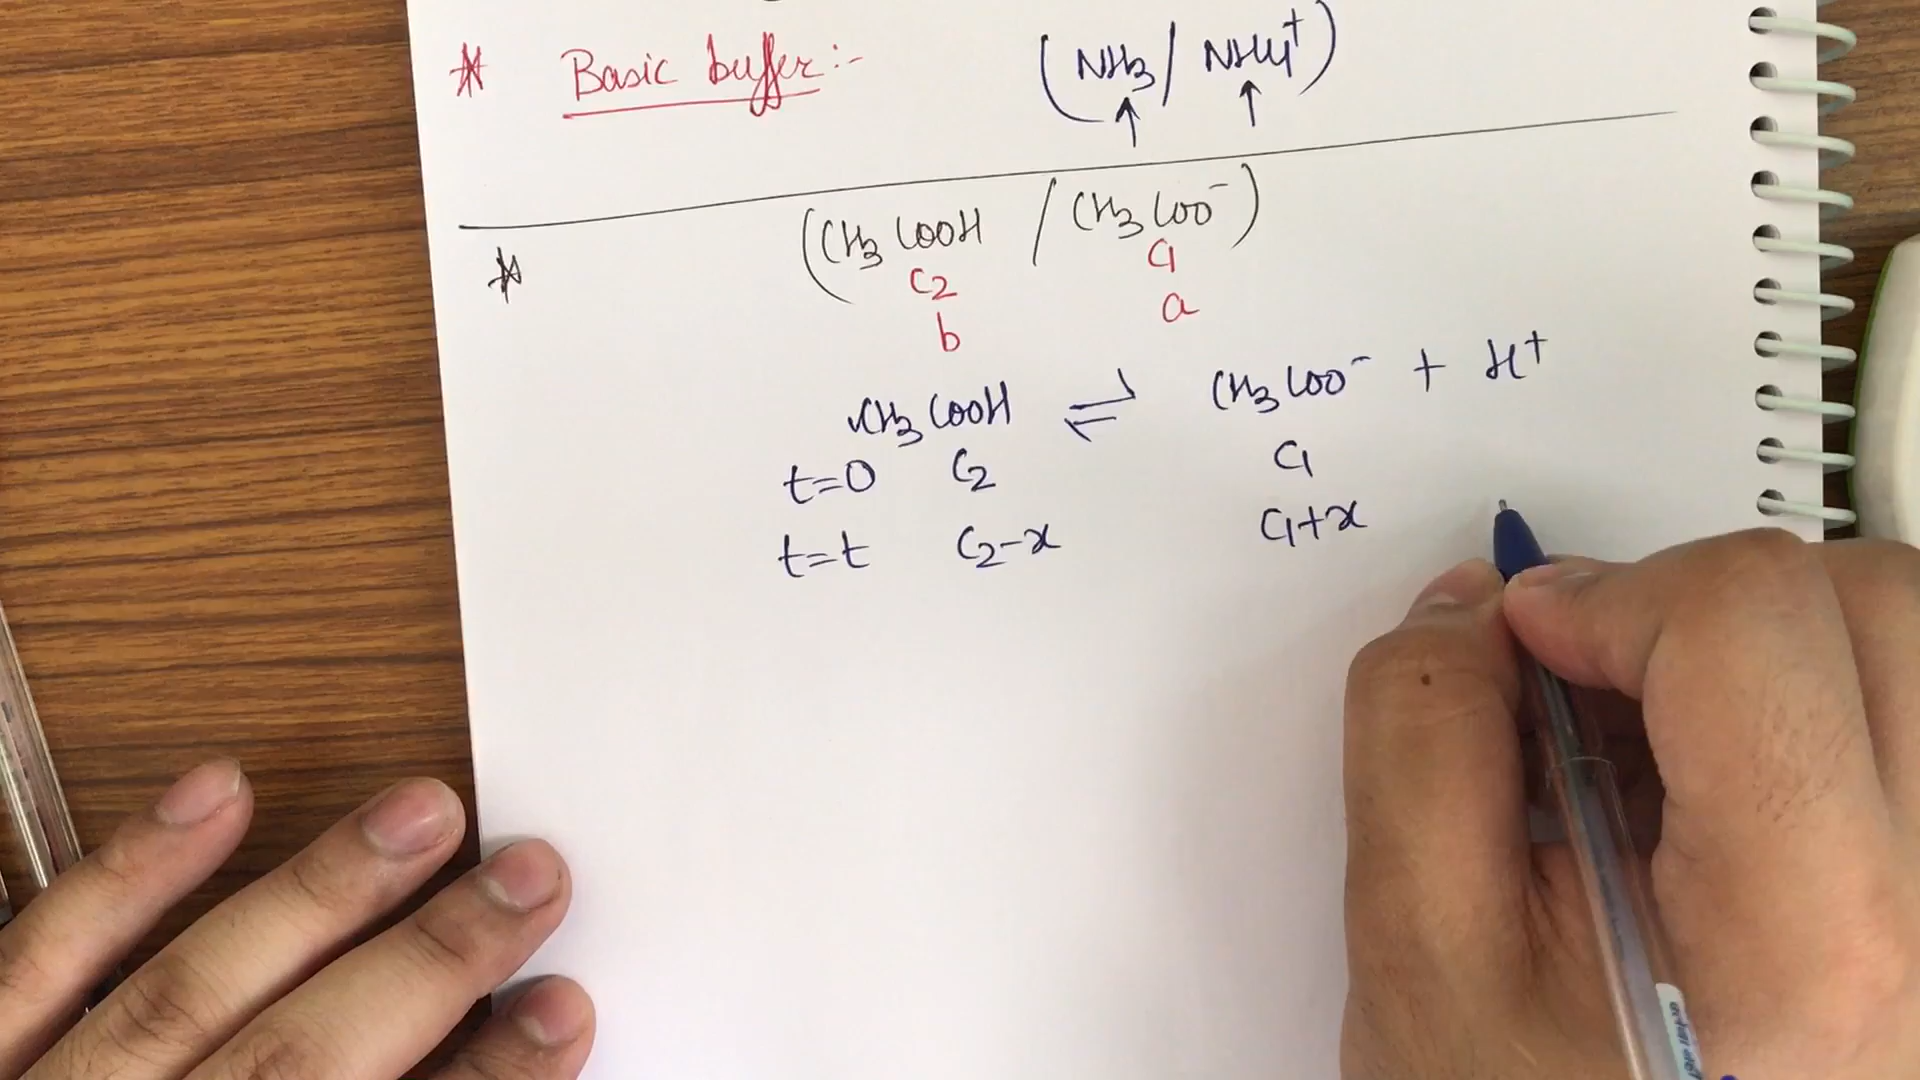 * Basic buffer:- (NH3 / NH4+)
* (CH3COOH / CH3COO-)
C2 C1
b a
CH3COOH ⇌ CH3COO- + H+
t=0 C2 C1
t=t C2-x C1+x